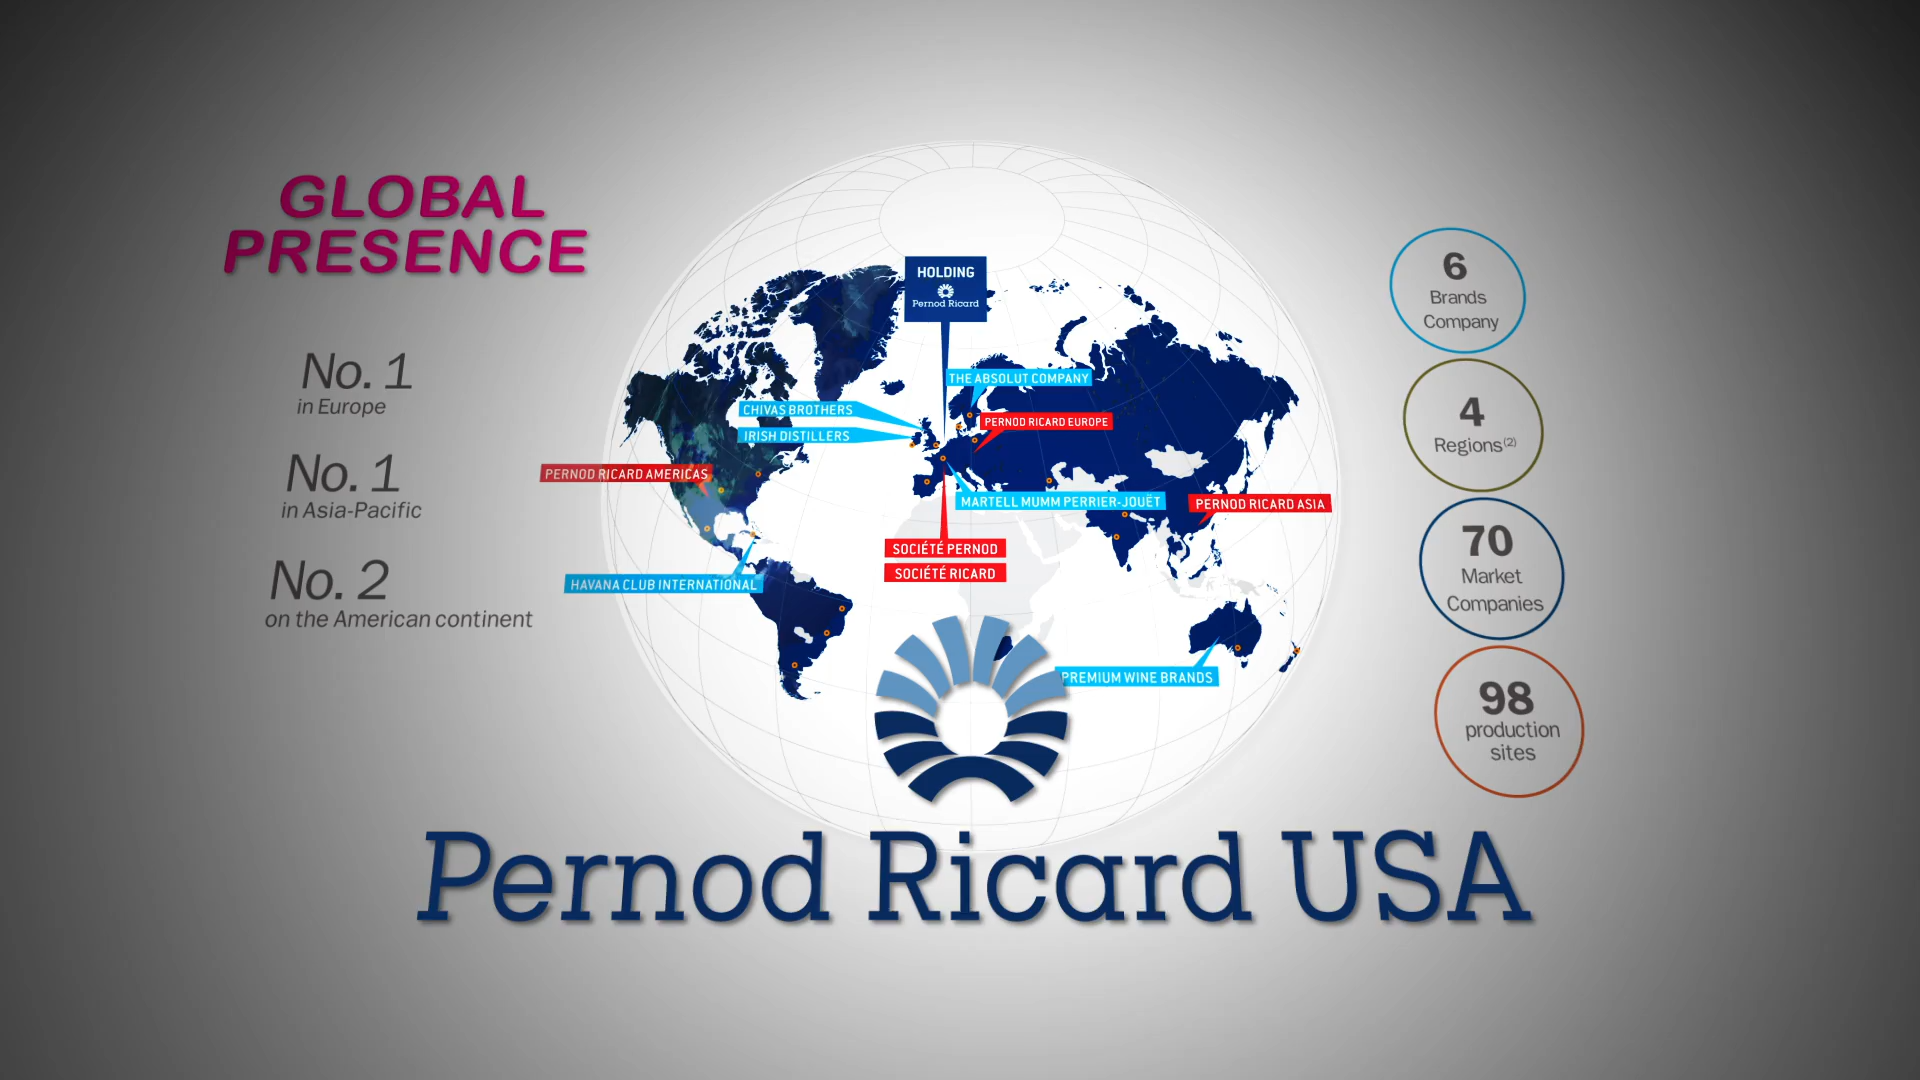 GLOBAL
PRESENCE
No. 1
in Europe
No. 1
in Asia-Pacific
No. 2
on the American continent
HOLDING
Pernod Ricard
THE ABSOLUT COMPANY
CHIVAS BROTHERS
IRISH DISTILLERS
PERNOD RICARD EUROPE
PERNOD RICARD AMERICAS
MARTELL MUMM PERRIER-JOUËT
PERNOD RICARD ASIA
SOCIÉTÉ PERNOD
SOCIÉTÉ RICARD
HAVANA CLUB INTERNATIONAL
PREMIUM WINE BRANDS
6
Brands
Company
4
Regions(2)
70
Market
Companies
98
production
sites
Pernod Ricard USA